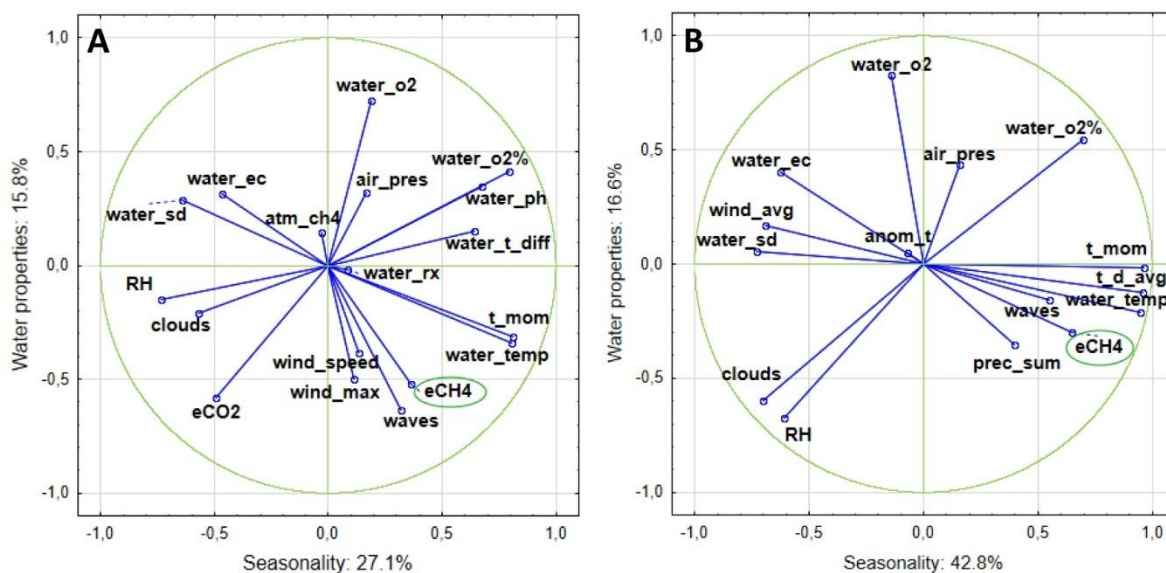 A
1,0
0,5
0,0
-0,5
-1,0
Water properties: 15.8%
water_o2
water_o2%
air_pres
water_ph
water_ec
water_sd
atm_ch4
water_t_diff
water_rx
RH
clouds
t_mom
water_temp
wind_speed
wind_max
eCH4
eCO2
waves
-1,0 -0,5 0,0 0,5 1,0
Seasonality: 27.1%
B
1,0
0,5
0,0
-0,5
-1,0
Water properties: 16.6%
water_o2
water_o2%
air_pres
water_ec
wind_avg
water_sd
anom_t
t_mom
t_d_avg
water_temp
waves
eCH4
prec_sum
clouds
RH
-1,0 -0,5 0,0 0,5 1,0
Seasonality: 42.8%